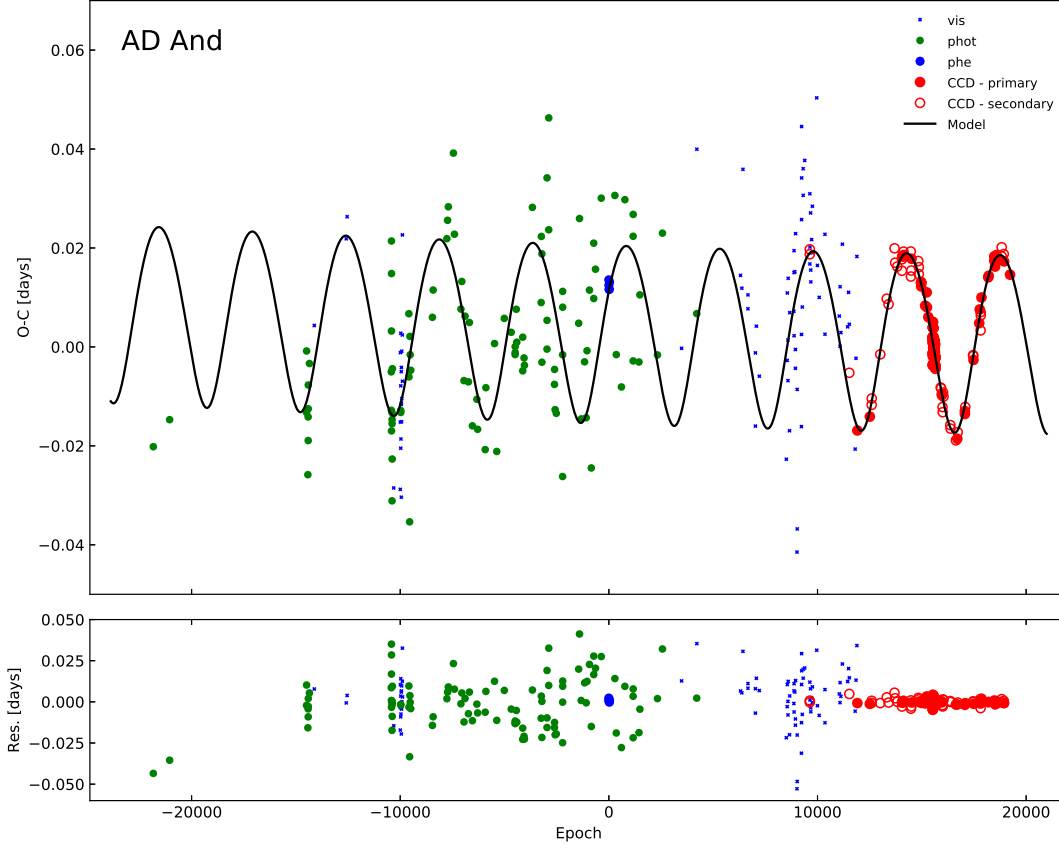 AD And
vis
phot
phe
CCD - primary
CCD - secondary
Model
O-C [days]
0.06
0.04
0.02
0.00
−0.02
−0.04
Res. [days]
0.050
0.025
0.000
−0.025
−0.050
−20000
−10000
0
10000
20000
Epoch